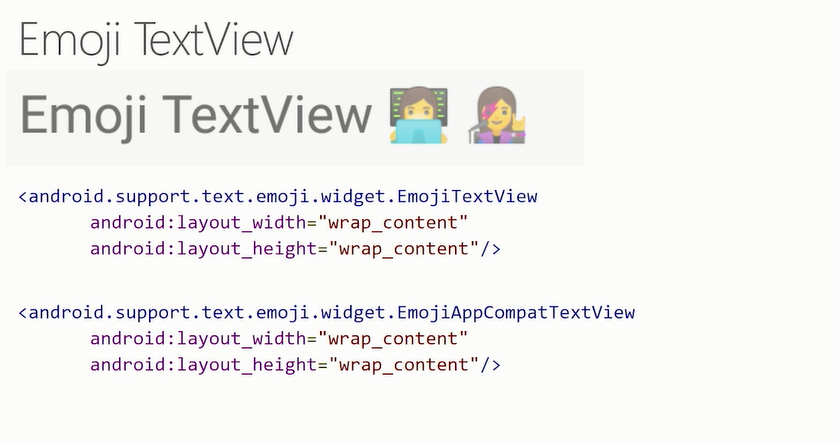 Emoji TextView
Emoji TextView 👩‍💻 👩‍🎤
<android.support.text.emoji.widget.EmojiTextView
android:layout_width="wrap_content"
android:layout_height="wrap_content"/>
<android.support.text.emoji.widget.EmojiAppCompatTextView
android:layout_width="wrap_content"
android:layout_height="wrap_content"/>